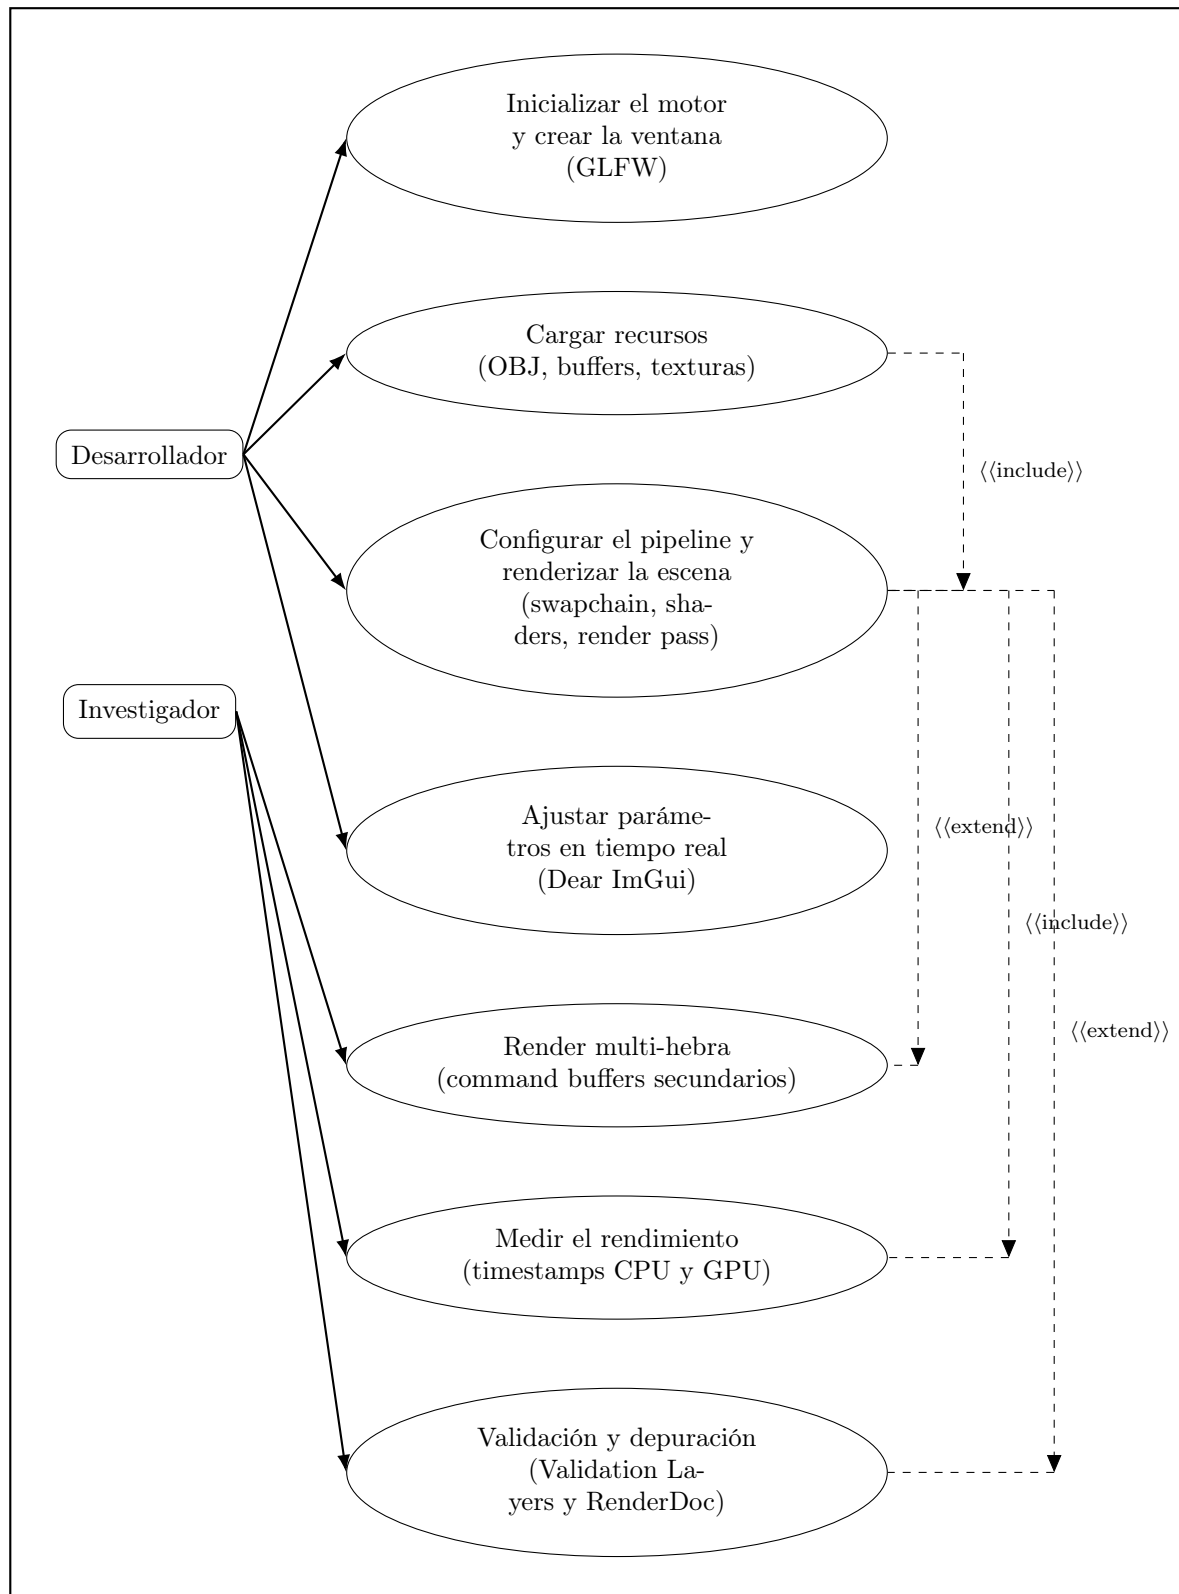 Inicializar el motor
y crear la ventana
(GLFW)
Cargar recursos
(OBJ, buffers, texturas)
Desarrollador
⟨⟨include⟩⟩
Configurar el pipeline y
renderizar la escena
(swapchain, sha-
ders, render pass)
Investigador
Ajustar paráme-
tros en tiempo real
(Dear ImGui)
⟨⟨extend⟩⟩
⟨⟨include⟩⟩
⟨⟨extend⟩⟩
Render multi-hebra
(command buffers secundarios)
Medir el rendimiento
(timestamps CPU y GPU)
Validación y depuración
(Validation La-
yers y RenderDoc)